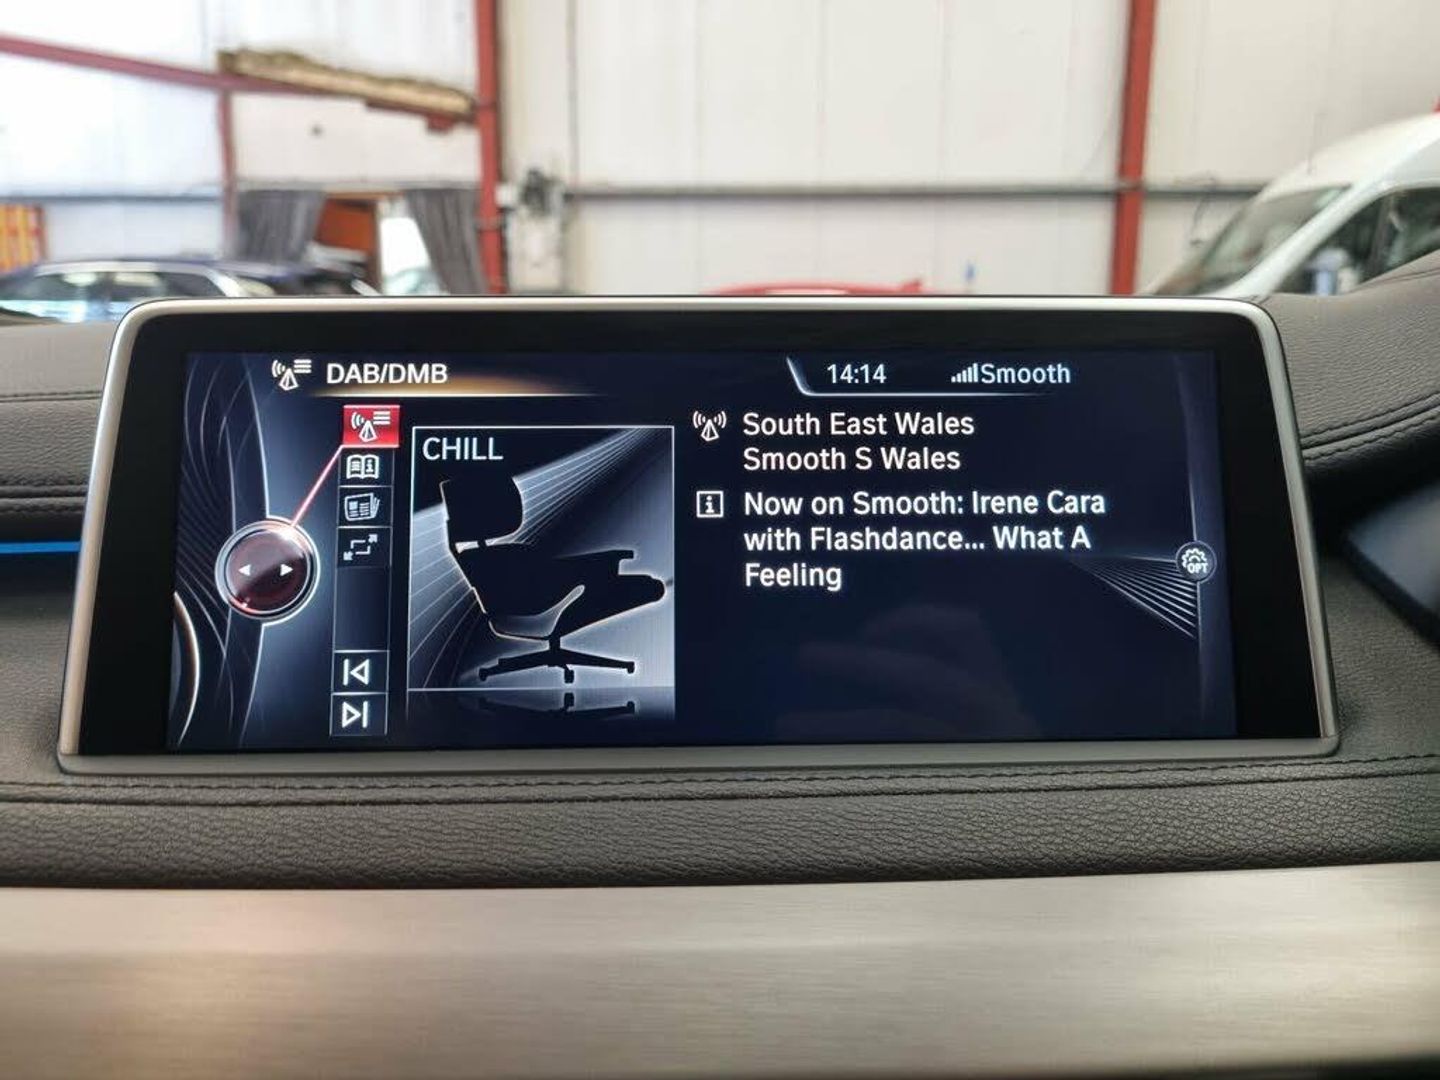 DAB/DMB
14:14
Smooth
CHILL
South East Wales
Smooth S Wales
Now on Smooth: Irene Cara
with Flashdance... What A
Feeling
OPT